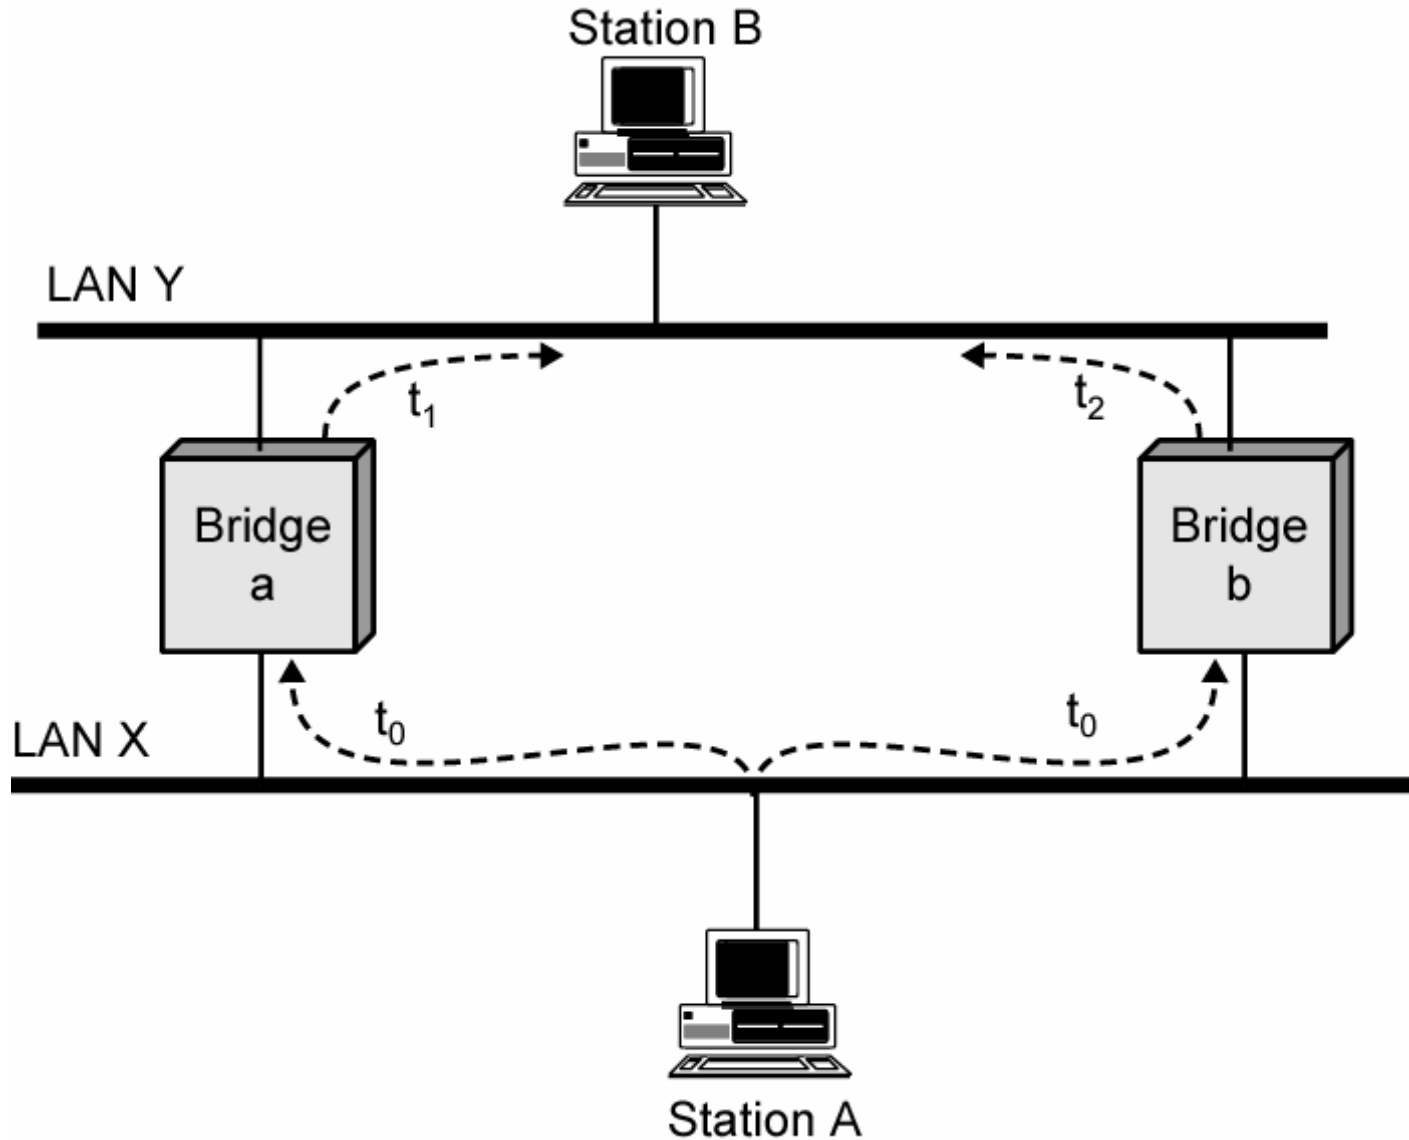 Station B
LAN Y
t1
t2
Bridge
a
Bridge
b
t0
t0
LAN X
Station A